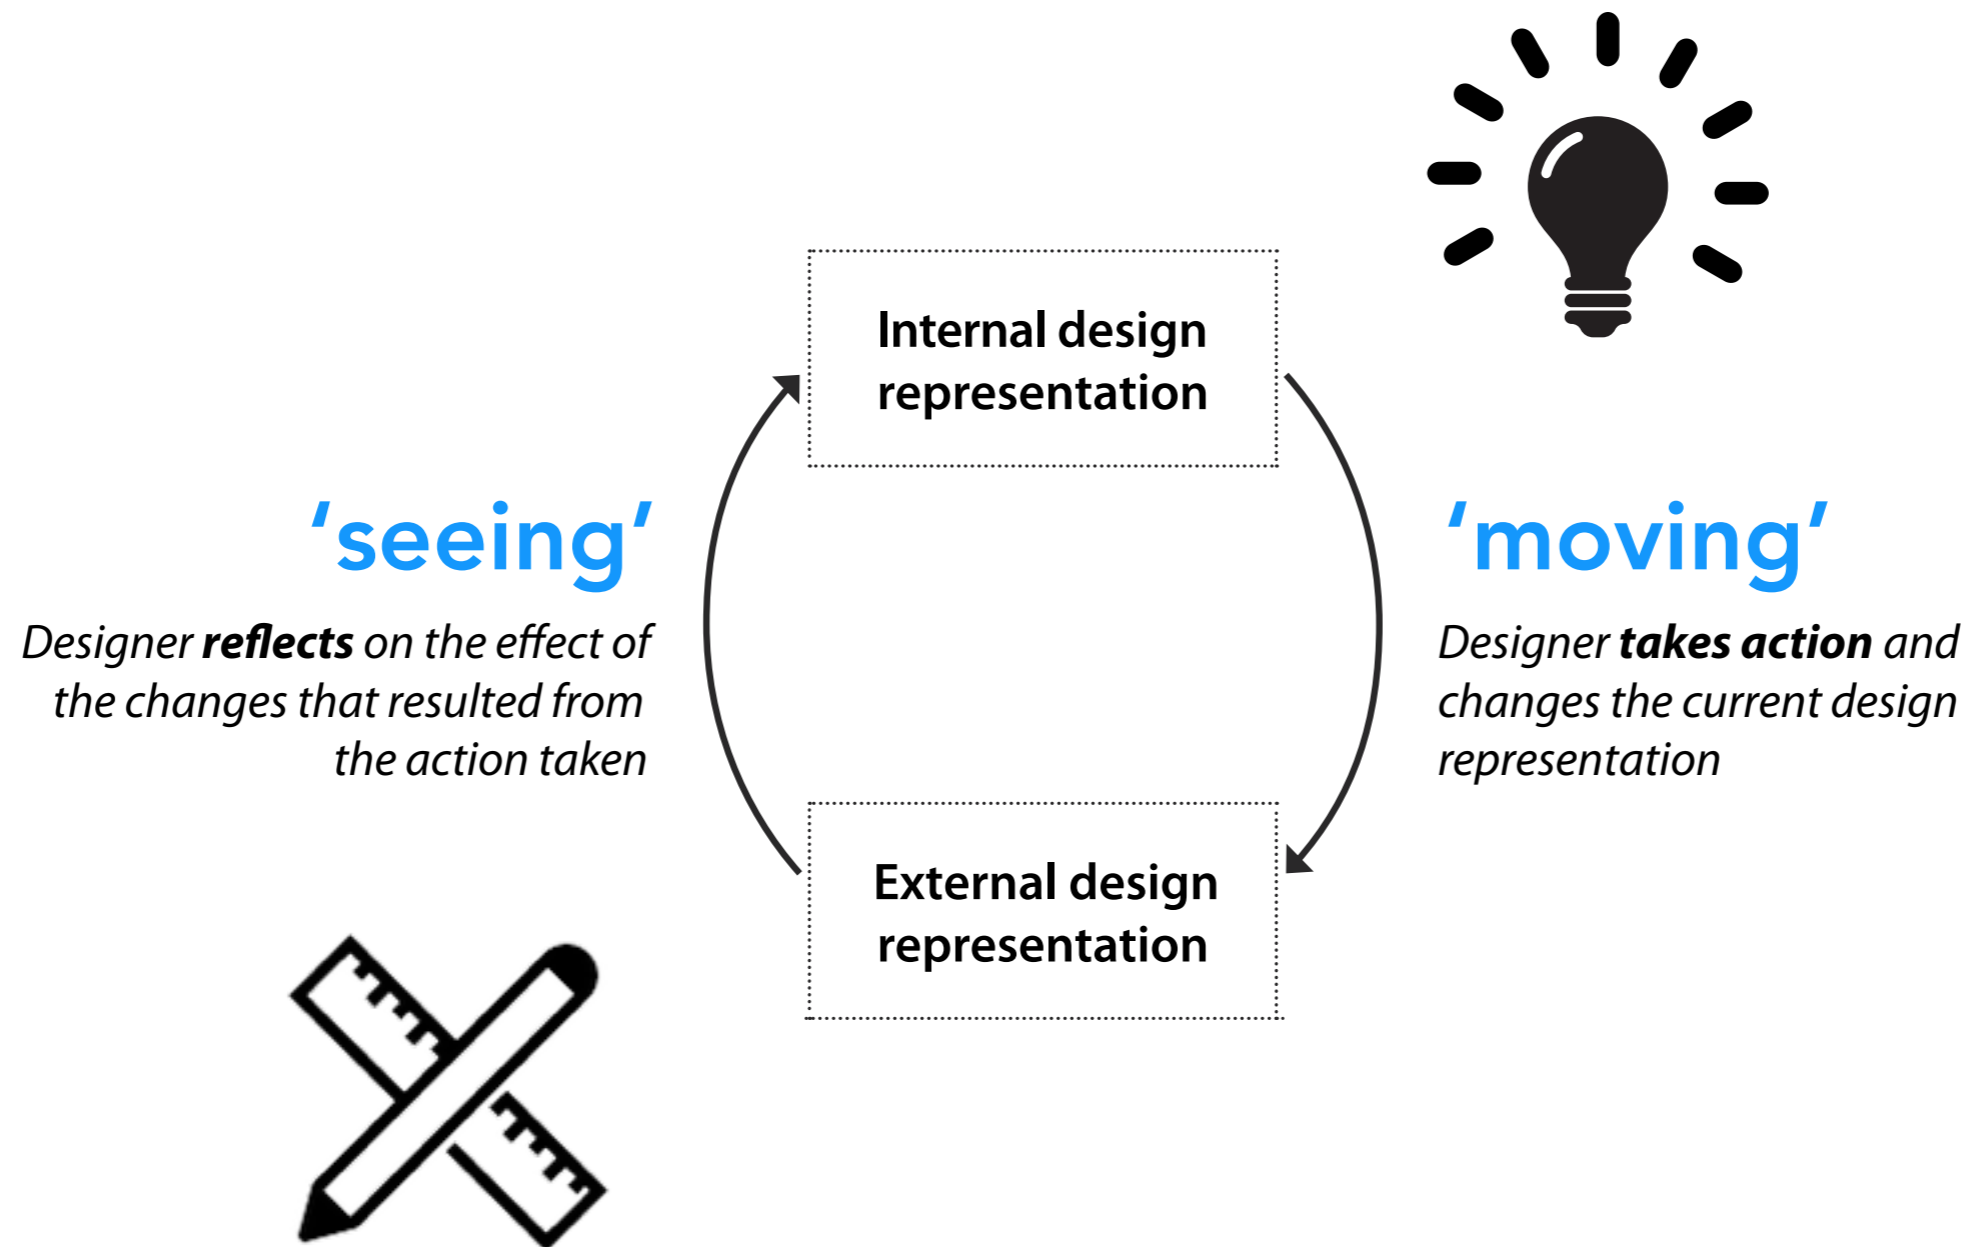 Internal design
representation
‘seeing’
Designer reflects on the effect of
the changes that resulted from
the action taken
‘moving’
Designer takes action and
changes the current design
representation
External design
representation